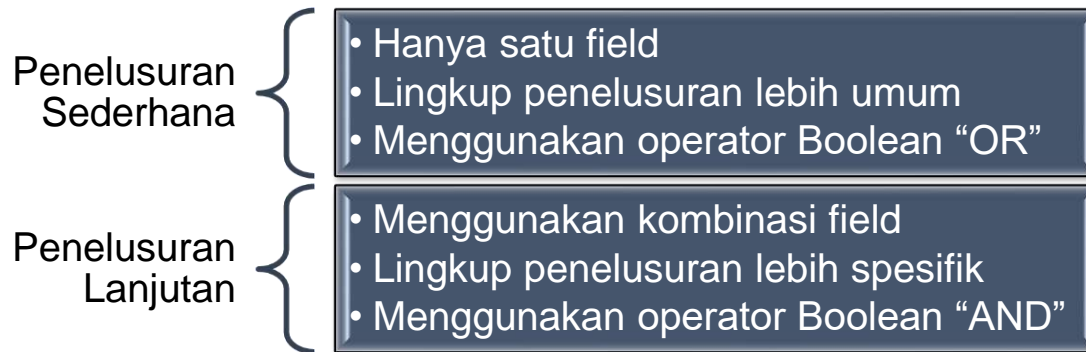 Penelusuran
Sederhana
• Hanya satu field
• Lingkup penelusuran lebih umum
• Menggunakan operator Boolean “OR”
Penelusuran
Lanjutan
• Menggunakan kombinasi field
• Lingkup penelusuran lebih spesifik
• Menggunakan operator Boolean “AND”